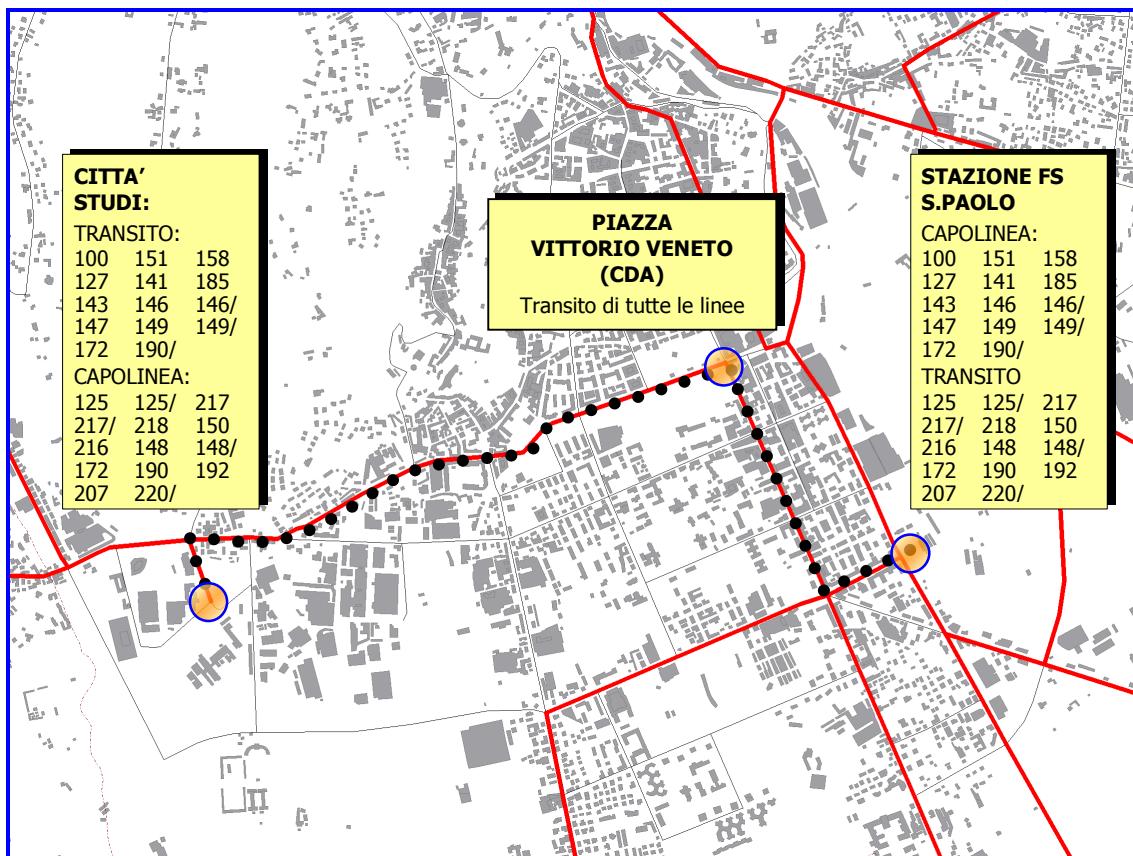 CITTA'
STUDI:
TRANSITO:
100 151 158
127 141 185
143 146 146/
147 149 149/
172 190/
CAPOLINEA:
125 125/ 217
217/ 218 150
216 148 148/
172 190 192
207 220/
PIAZZA
VITTORIO VENETO
(CDA)
Transito di tutte le linee
STAZIONE FS
S.PAOLO
CAPOLINEA:
100 151 158
127 141 185
143 146 146/
147 149 149/
172 190/
TRANSITO
125 125/ 217
217/ 218 150
216 148 148/
172 190 192
207 220/